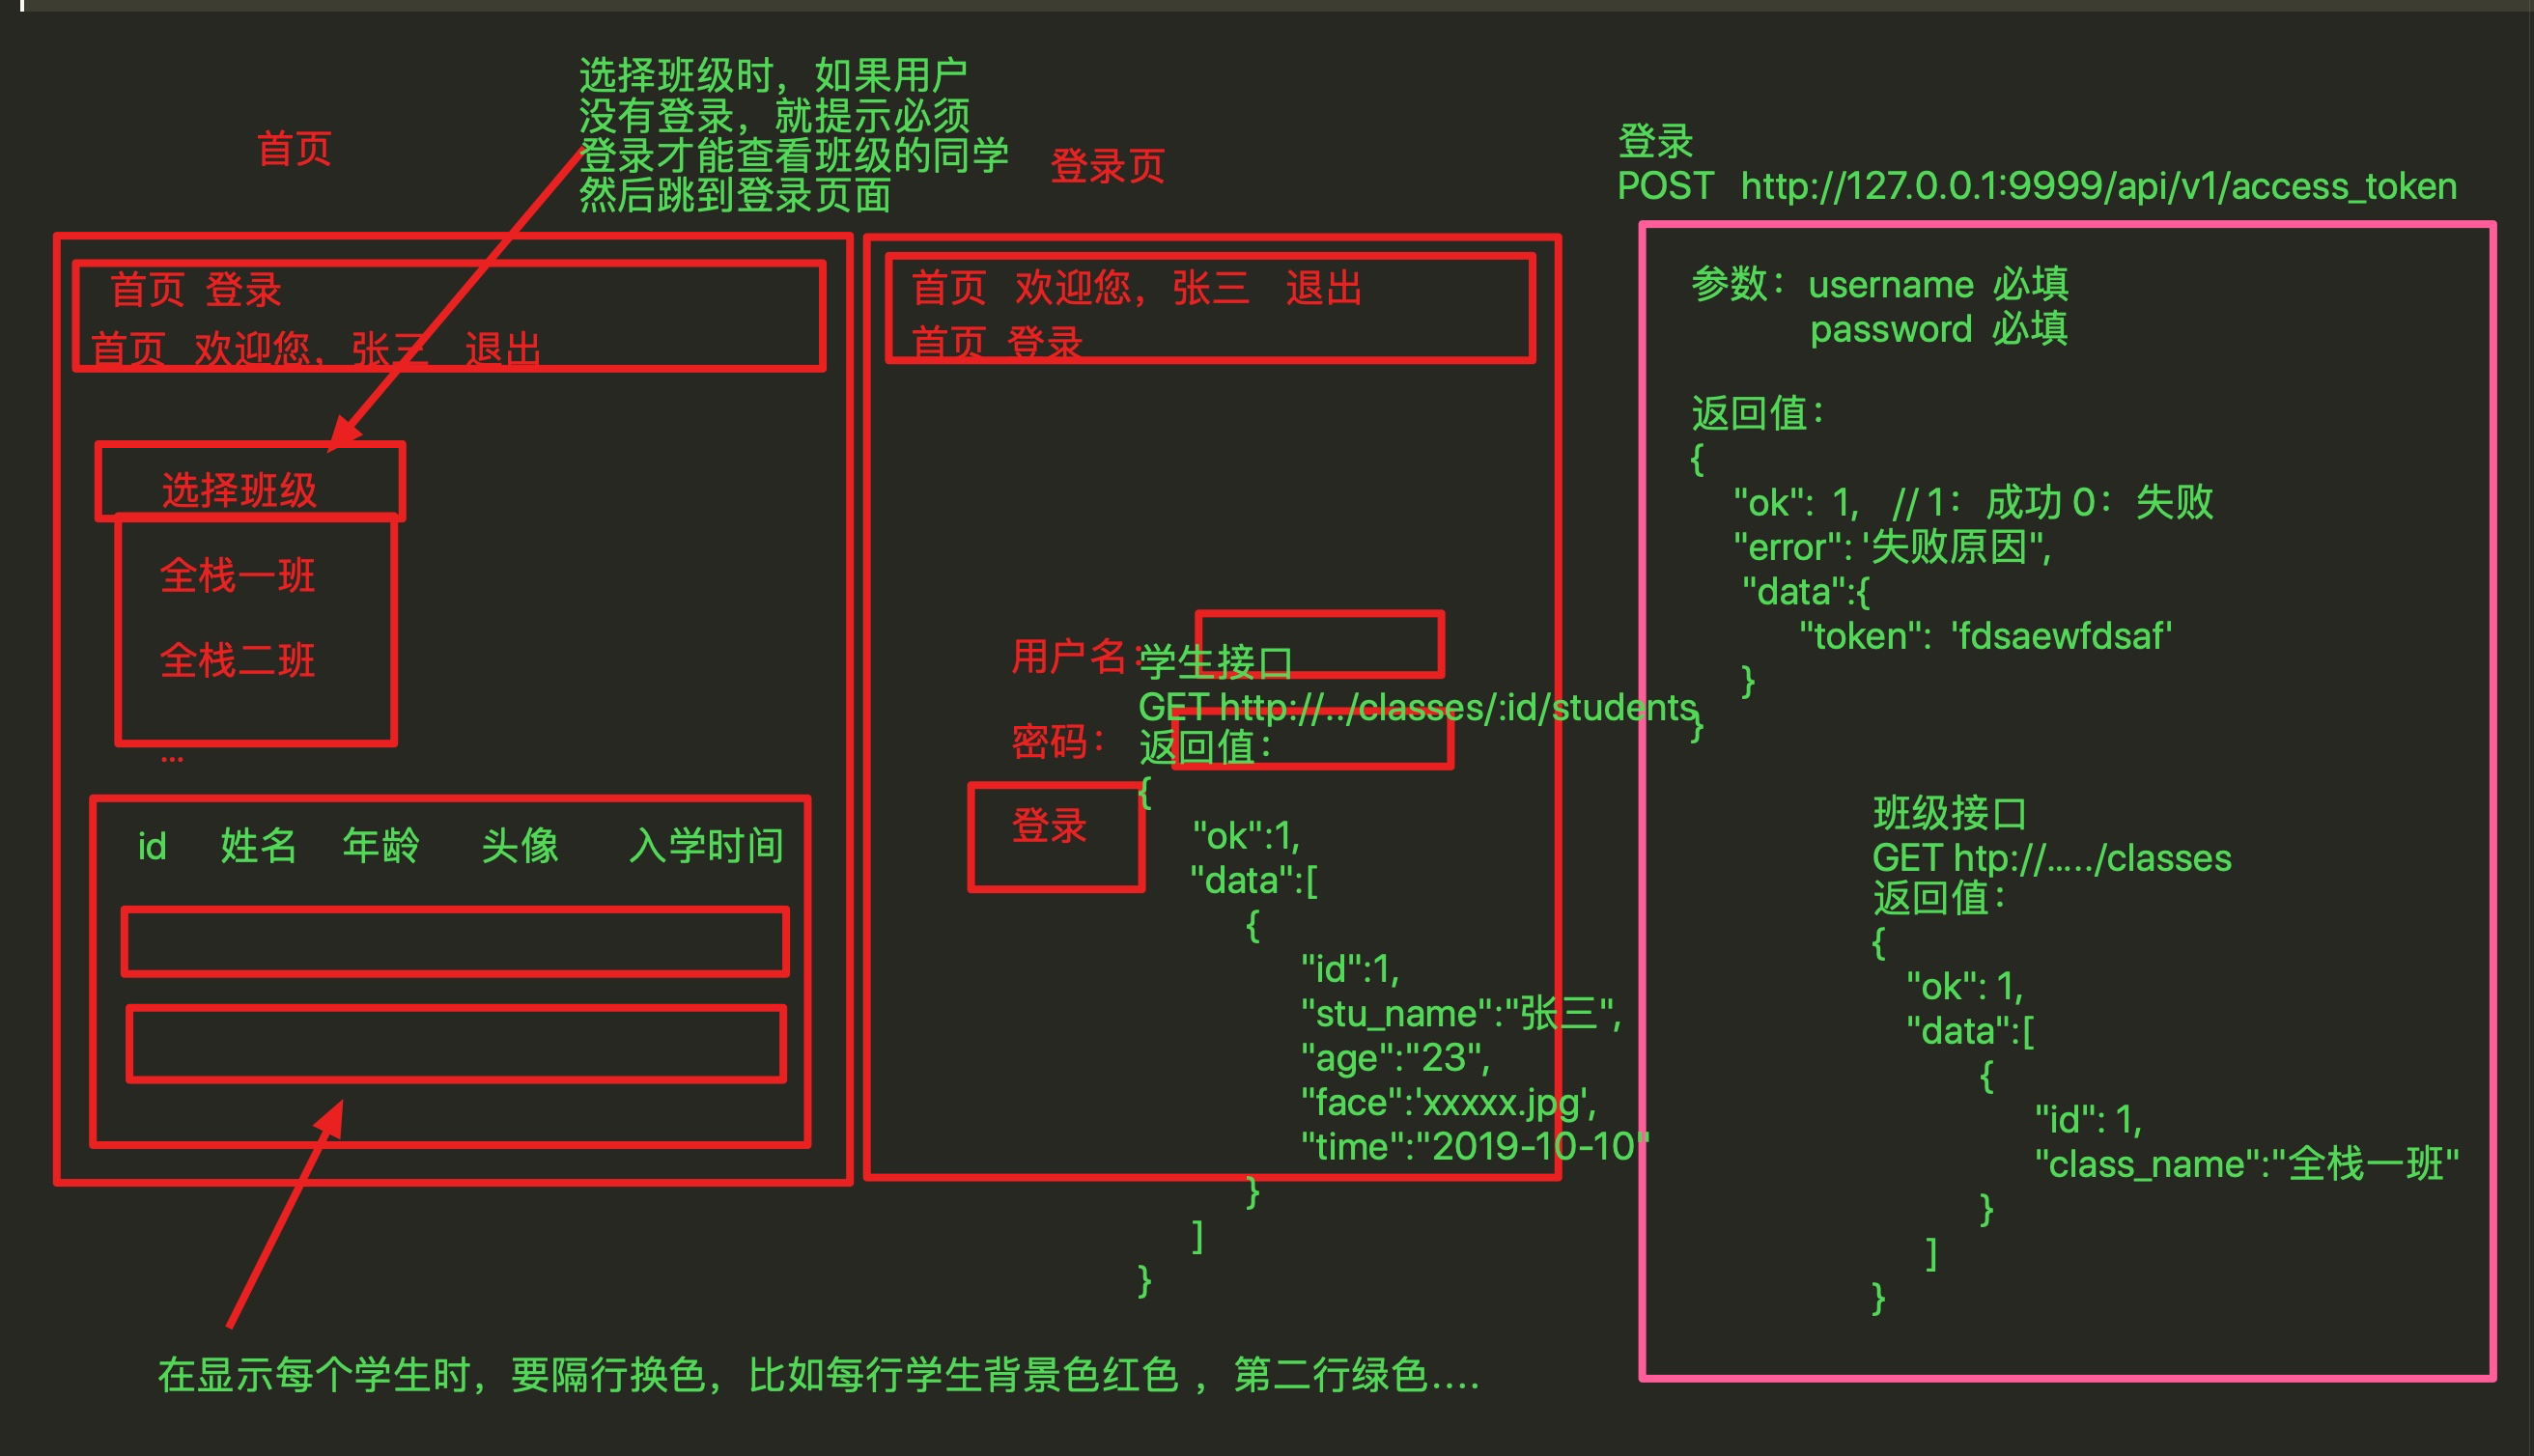 选择班级时，如果用户
没有登录，就提示必须
登录才能查看班级的同学
然后跳到登录页面
首页
首页 登录
首页 欢迎您，张三 退出
选择班级
全栈一班
全栈二班
...
id 姓名 年龄 头像 入学时间
在显示每个学生时，要隔行换色，比如每行学生背景色红色 ，第二行绿色....
登录页
首页 欢迎您，张三 退出
首页 登录
用户名：
密码：
登录
学生接口
GET http://../classes/:id/students
返回值：
{
"ok":1,
"data":[
{
"id":1,
"stu_name":"张三",
"age":"23",
"face":'xxxxx.jpg',
"time":"2019-10-10"
}
]
}
登录
POST http://127.0.0.1:9999/api/v1/access_token
参数：username 必填
password 必填
返回值：
{
"ok": 1, // 1：成功 0：失败
"error": '失败原因",
"data":{
"token": 'fdsaewfdsaf'
}
}
班级接口
GET htp://...../classes
返回值：
{
"ok": 1,
"data":[
{
"id": 1,
"class_name":"全栈一班"
}
]
}